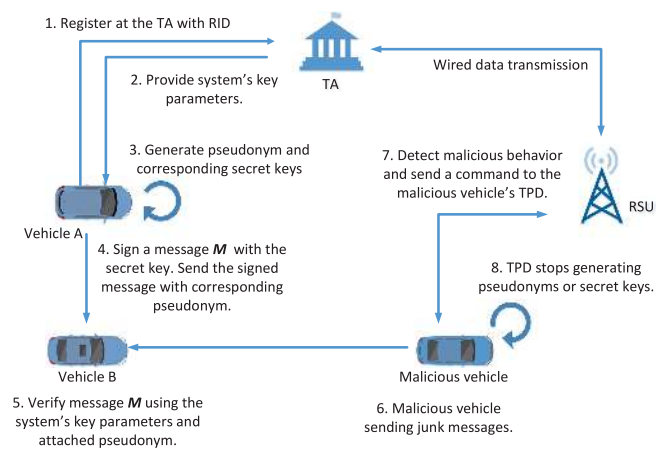 1. Register at the TA with RID
TA
Wired data transmission
2. Provide system's key
parameters.
3. Generate pseudonym and
corresponding secret keys
7. Detect malicious behavior
and send a command to the
malicious vehicle's TPD.
RSU
Vehicle A
4. Sign a message M with the
secret key. Send the signed
message with corresponding
pseudonym.
8. TPD stops generating
pseudonyms or secret keys.
Vehicle B
Malicious vehicle
5. Verify message M using the
system's key parameters and
attached pseudonym.
6. Malicious vehicle
sending junk messages.